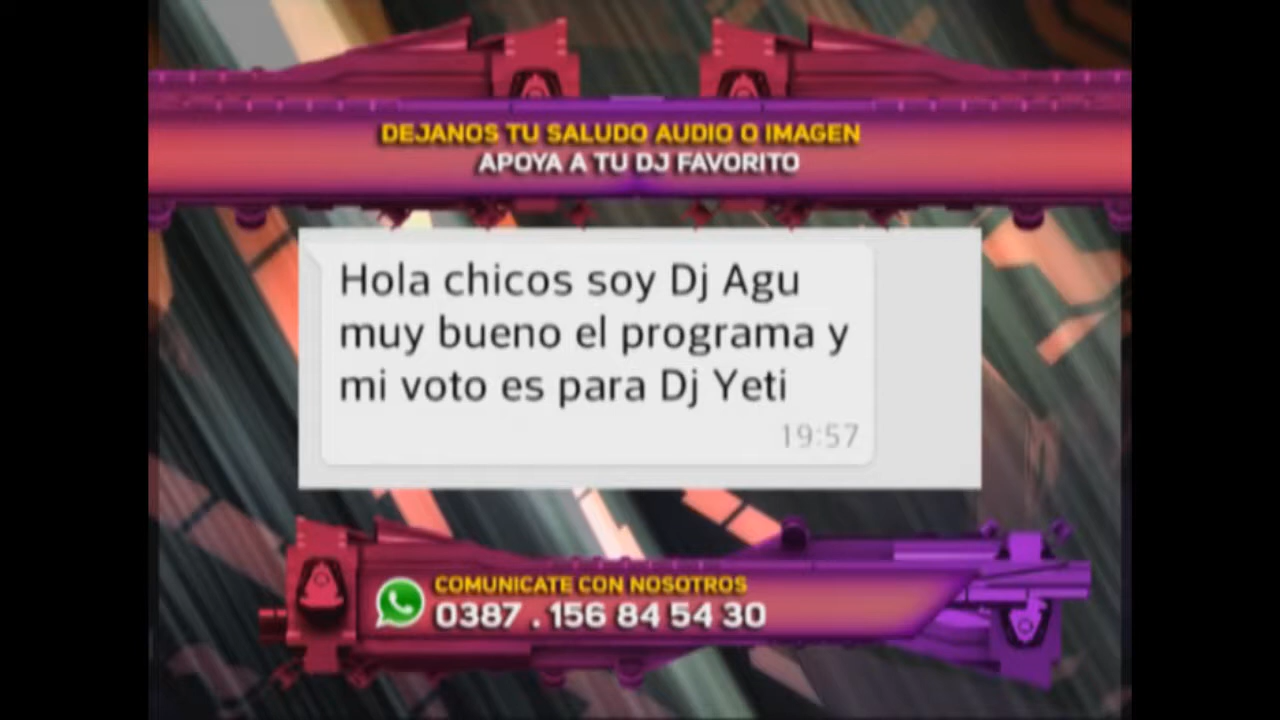 DEJANOS TU SALUDO AUDIO O IMAGEN
APOYA A TU DJ FAVORITO
Hola chicos soy Dj Agu
muy bueno el programa y
mi voto es para Dj Yeti
19:57
COMUNICATE CON NOSOTROS
0387 . 156 84 54 30